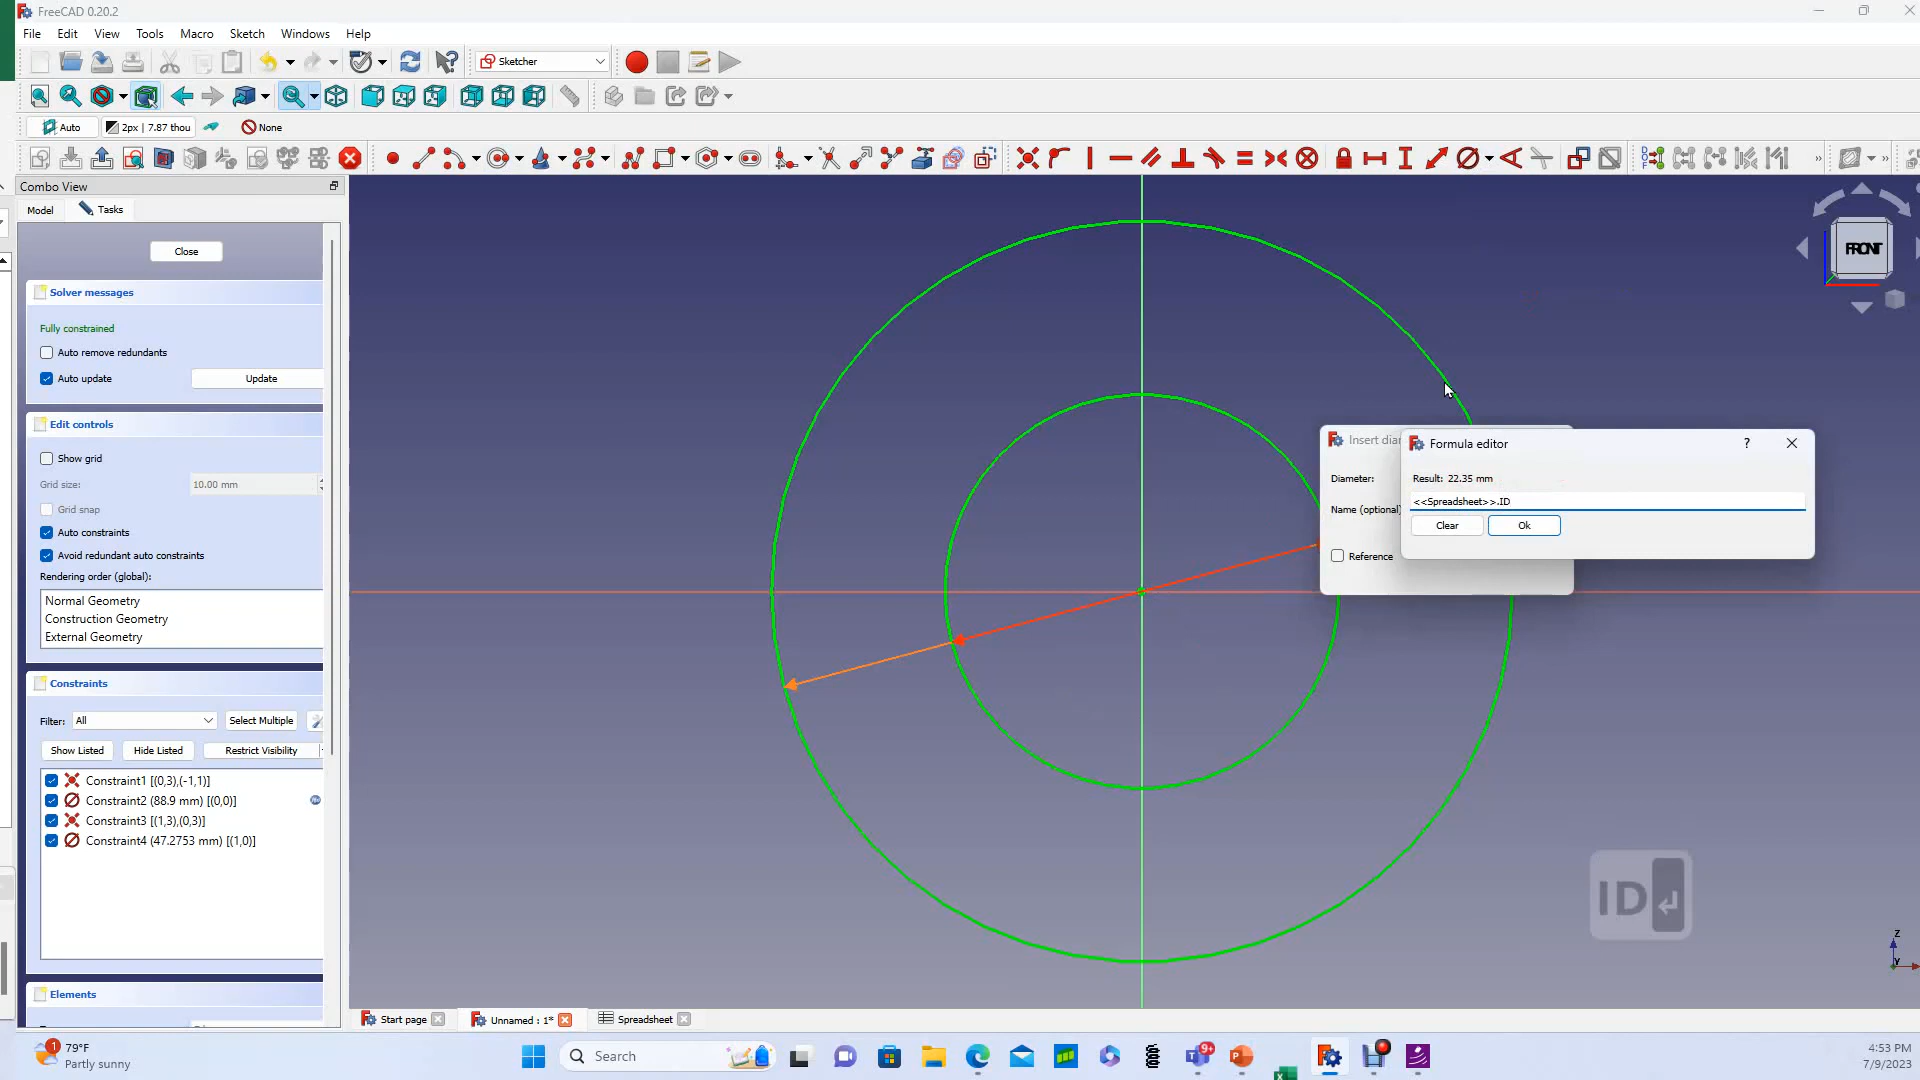 FreeCAD 0.20.2
File Edit View Tools Macro Sketch Windows Help
Sketcher
Auto 2px | 7.87 thou None
Combo View
Model Tasks
Close
Solver messages
Fully constrained
Auto remove redundants
Auto update Update
Edit controls
Show grid
Grid size: 10.00 mm
Grid snap
Auto constraints
Avoid redundant auto constraints
Rendering order (global):
Normal Geometry
Construction Geometry
External Geometry
Constraints
Filter: All Select Multiple
Show Listed Hide Listed Restrict Visibility
Constraint1 [(0,3),(-1,1)]
Constraint2 (88.9 mm) [(0,0)]
Constraint3 [(1,3),(0,3)]
Constraint4 (47.2753 mm) [(1,0)]
Elements
FRONT
Insert dia
Diameter:
Name (optional)
Reference
Formula editor ?
Result: 22.35 mm
<<Spreadsheet>>.ID
Clear Ok
ID
z
y
Start page Unnamed : 1* Spreadsheet
1
79°F
Partly sunny
Search
9+
4:53 PM
7/9/2023